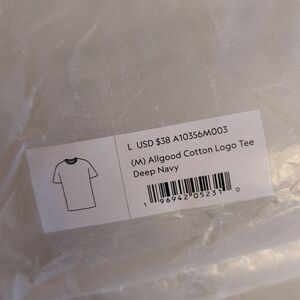 L USD $38 A10356M003
(M) Allgood Cotton Logo Tee
Deep Navy
1 96942 05231 0